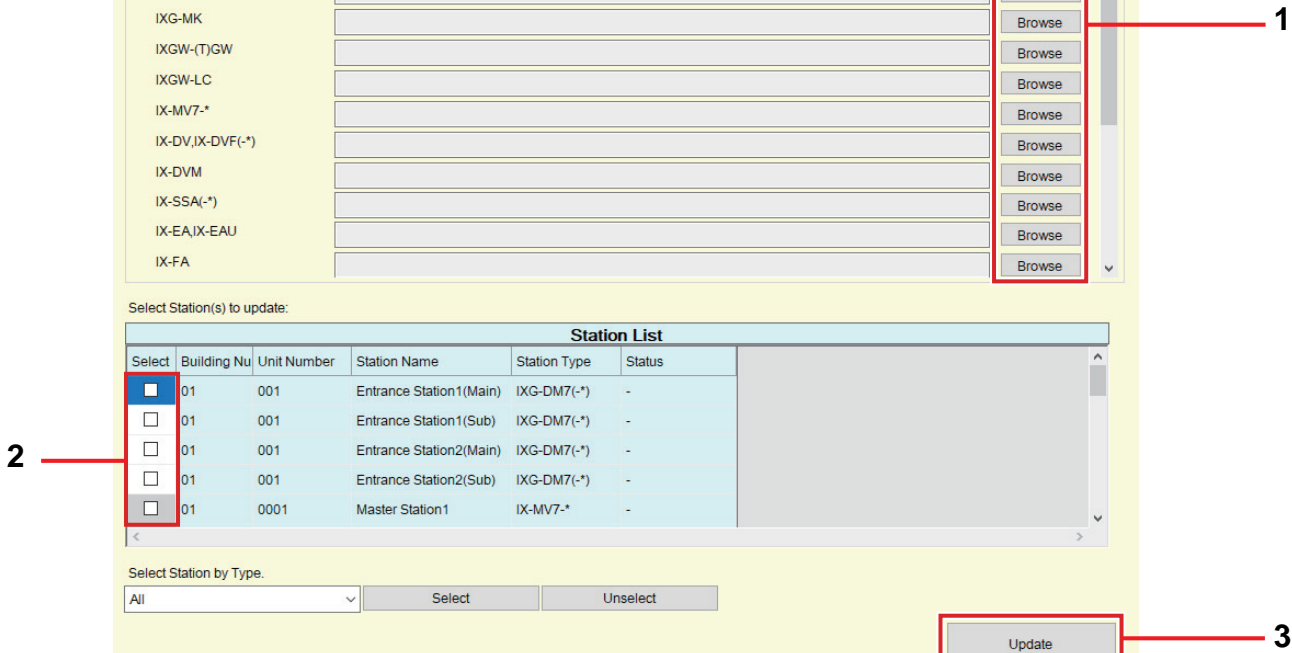 IXG-MK Browse 1
IXGW-(T)GW Browse
IXGW-LC Browse
IX-MV7-* Browse
IX-DV,IX-DVF(-*) Browse
IX-DVM Browse
IX-SSA(-*) Browse
IX-EA,IX-EAU Browse
IX-FA Browse
Select Station(s) to update:
Station List
Select Building Nu Unit Number Station Name Station Type Status
01 001 Entrance Station1(Main) IXG-DM7(-*) -
01 001 Entrance Station1(Sub) IXG-DM7(-*) -
2 01 001 Entrance Station2(Main) IXG-DM7(-*) -
01 001 Entrance Station2(Sub) IXG-DM7(-*) -
01 0001 Master Station1 IX-MV7-* -
Select Station by Type.
All Select Unselect
Update 3